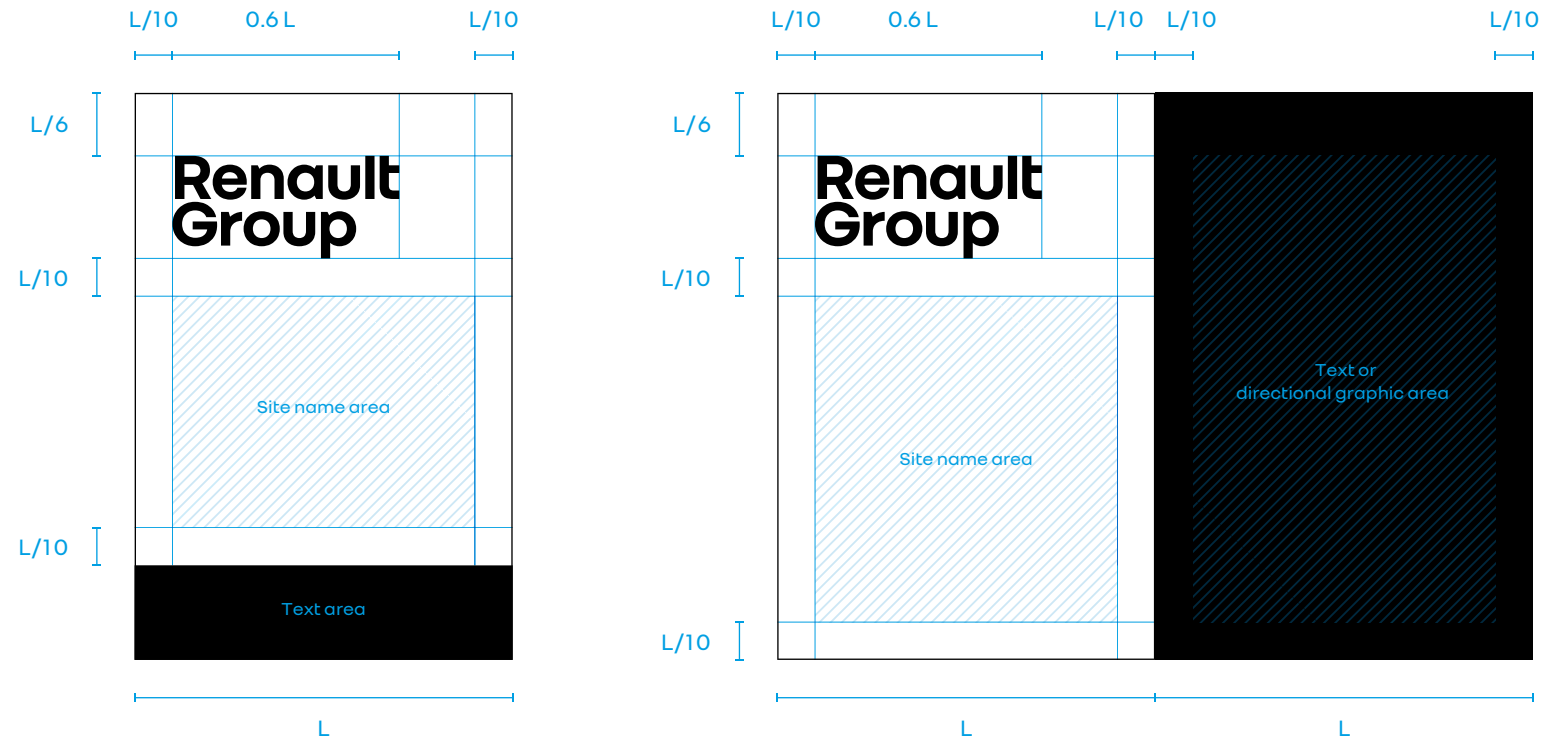 L/10 0.6 L L/10
L/6
Renault
Group
L/10
Site name area
L/10
Text area
L
L/10 0.6 L L/10 L/10 L/10
L/6
Renault
Group
L/10
Site name area
Text or
directional graphic area
L/10
L L